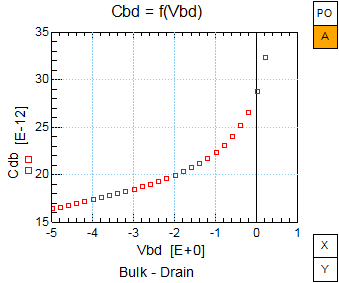 Cbd = f(Vbd)
PO
A
Cdb [E-12]
35
30
25
20
15
-5 -4 -3 -2 -1 0 1
Vbd [E+0]
Bulk - Drain
X
Y